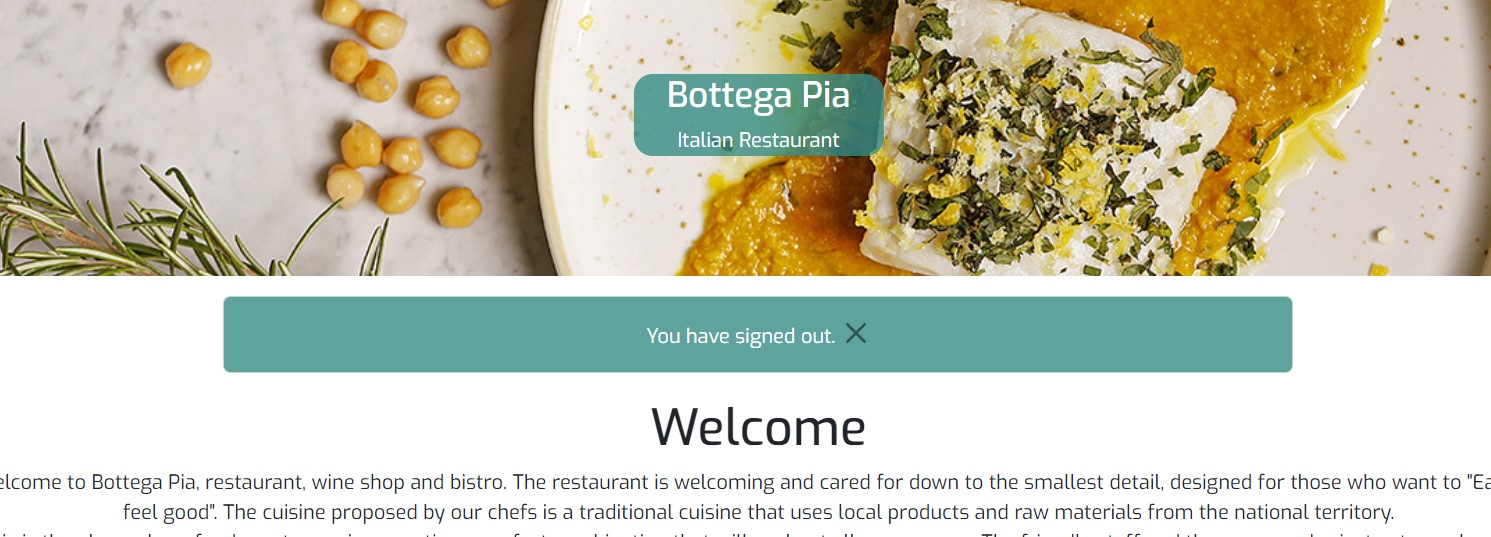 Bottega Pia
Italian Restaurant
You have signed out.
Welcome
elcome to Bottega Pia, restaurant, wine shop and bistro. The restaurant is welcoming and cared for down to the smallest detail, designed for those who want to "Ea
feel good". The cuisine proposed by our chefs is a traditional cuisine that uses local products and raw materials from the national territory.